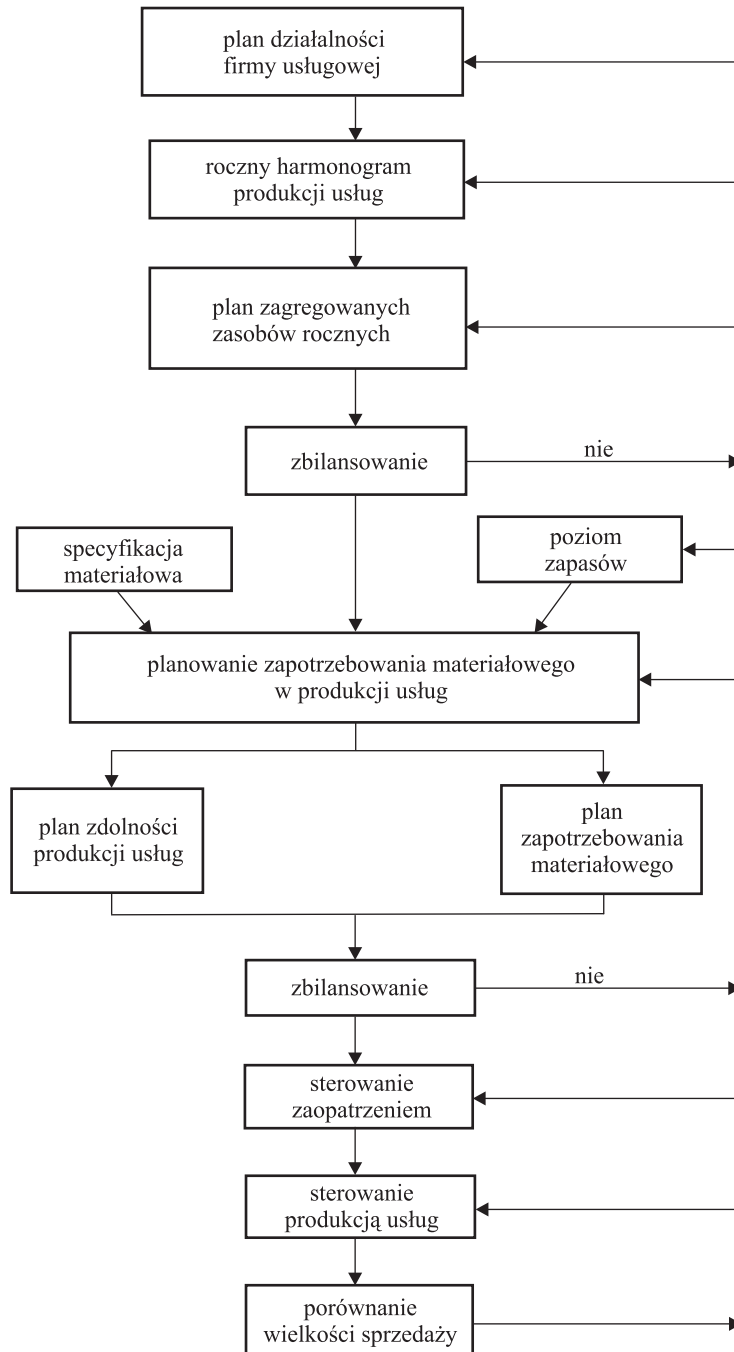 plan działalności
firmy usługowej
roczny harmonogram
produkcji usług
plan zagregowanych
zasobów rocznych
zbilansowanie
nie
specyfikacja
materiałowa
poziom
zapasów
planowanie zapotrzebowania materiałowego
w produkcji usług
plan zdolności
produkcji usług
plan
zapotrzebowania
materiałowego
zbilansowanie
nie
sterowanie
zaopatrzeniem
sterowanie
produkcją usług
porównanie
wielkości sprzedaży